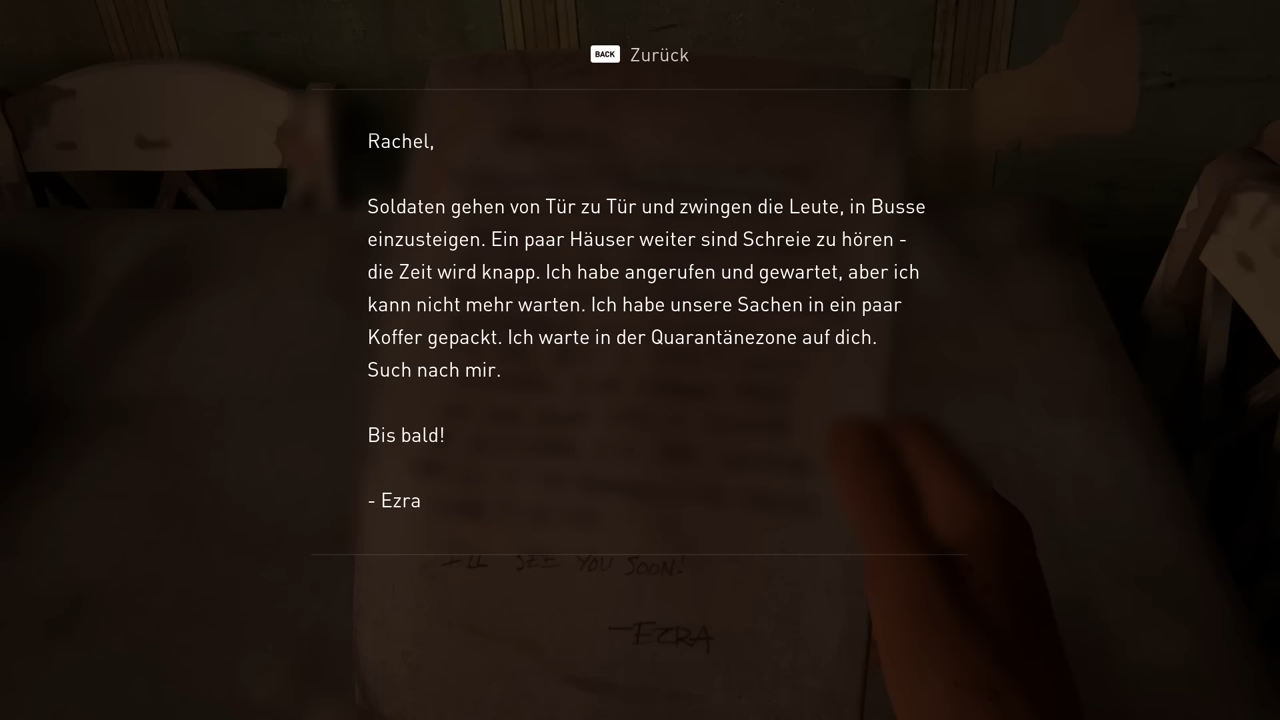 BACK Zurück
Rachel,
Soldaten gehen von Tür zu Tür und zwingen die Leute, in Busse
einzusteigen. Ein paar Häuser weiter sind Schreie zu hören -
die Zeit wird knapp. Ich habe angerufen und gewartet, aber ich
kann nicht mehr warten. Ich habe unsere Sachen in ein paar
Koffer gepackt. Ich warte in der Quarantänezone auf dich.
Such nach mir.
Bis bald!
- Ezra
I'LL SEE YOU SOON!
—EZRA